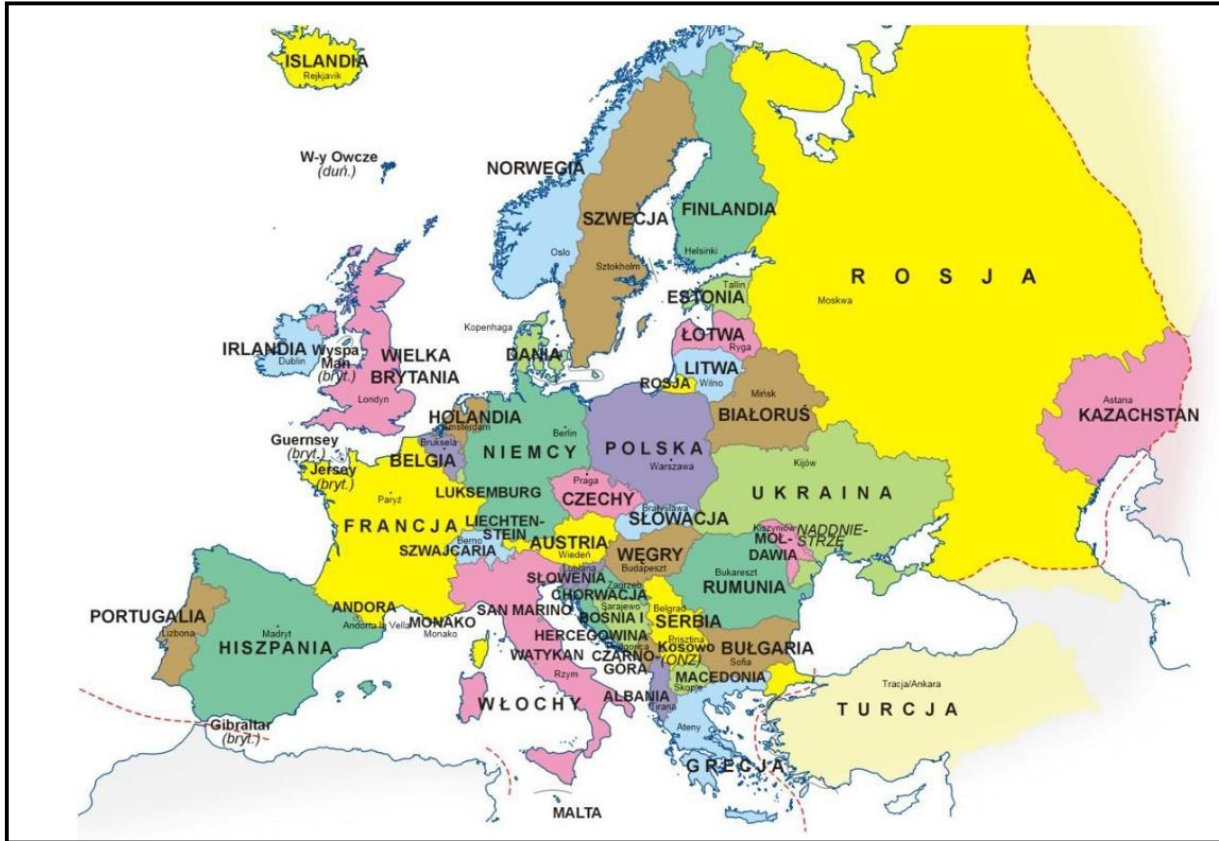 ISLANDIA
Rejkjavik
W-y Owcze
(duń.)
NORWEGIA
Oslo
SZWECJA
Sztokholm
FINLANDIA
Helsinki
ROSJA
Moskwa
Tallin
ESTONIA
ŁOTWA
Ryga
LITWA
Wilno
ROSJA
Kopenhaga
DANIA
IRLANDIA
Dublin
Wyspa
Man
(bryt.)
WIELKA
BRYTANIA
Londyn
Mińsk
BIAŁORUŚ
Astana
KAZACHSTAN
HOLANDIA
Amsterdam
Guernsey
(bryt.)
Jersey
(bryt.)
Bruksela
BELGIA
Berlin
NIEMCY
POLSKA
Warszawa
Kijów
UKRAINA
LUKSEMBURG
Paryż
FRANCJA
Praga
CZECHY
Bratysława
SŁOWACJA
LIECHTEN-
STEIN
Berno
SZWAJCARIA
AUSTRIA
Wiedeń
WĘGRY
Budapeszt
Kiszyniów
MOŁ-
DAWIA
NADDNIE-
STRZE
Bukareszt
RUMUNIA
Lubiana
SŁOWENIA
Zagrzeb
CHORWACJA
Sarajewo
BOŚNIA I
HERCEGOWINA
Belgrad
SERBIA
Prisztina
Kosowo
(ONZ)
PORTUGALIA
Lizbona
Madryt
HISZPANIA
ANDORA
Andorra la Vella
MONAKO
Monako
SAN MARINO
WATYKAN
Rzym
WŁOCHY
Podgorica
CZARNO-
GÓRA
BUŁGARIA
Sofia
MACEDONIA
Skopje
ALBANIA
Tirana
Ateny
GRECJA
Tracja/Ankara
TURCJA
Gibraltar
(bryt.)
MALTA